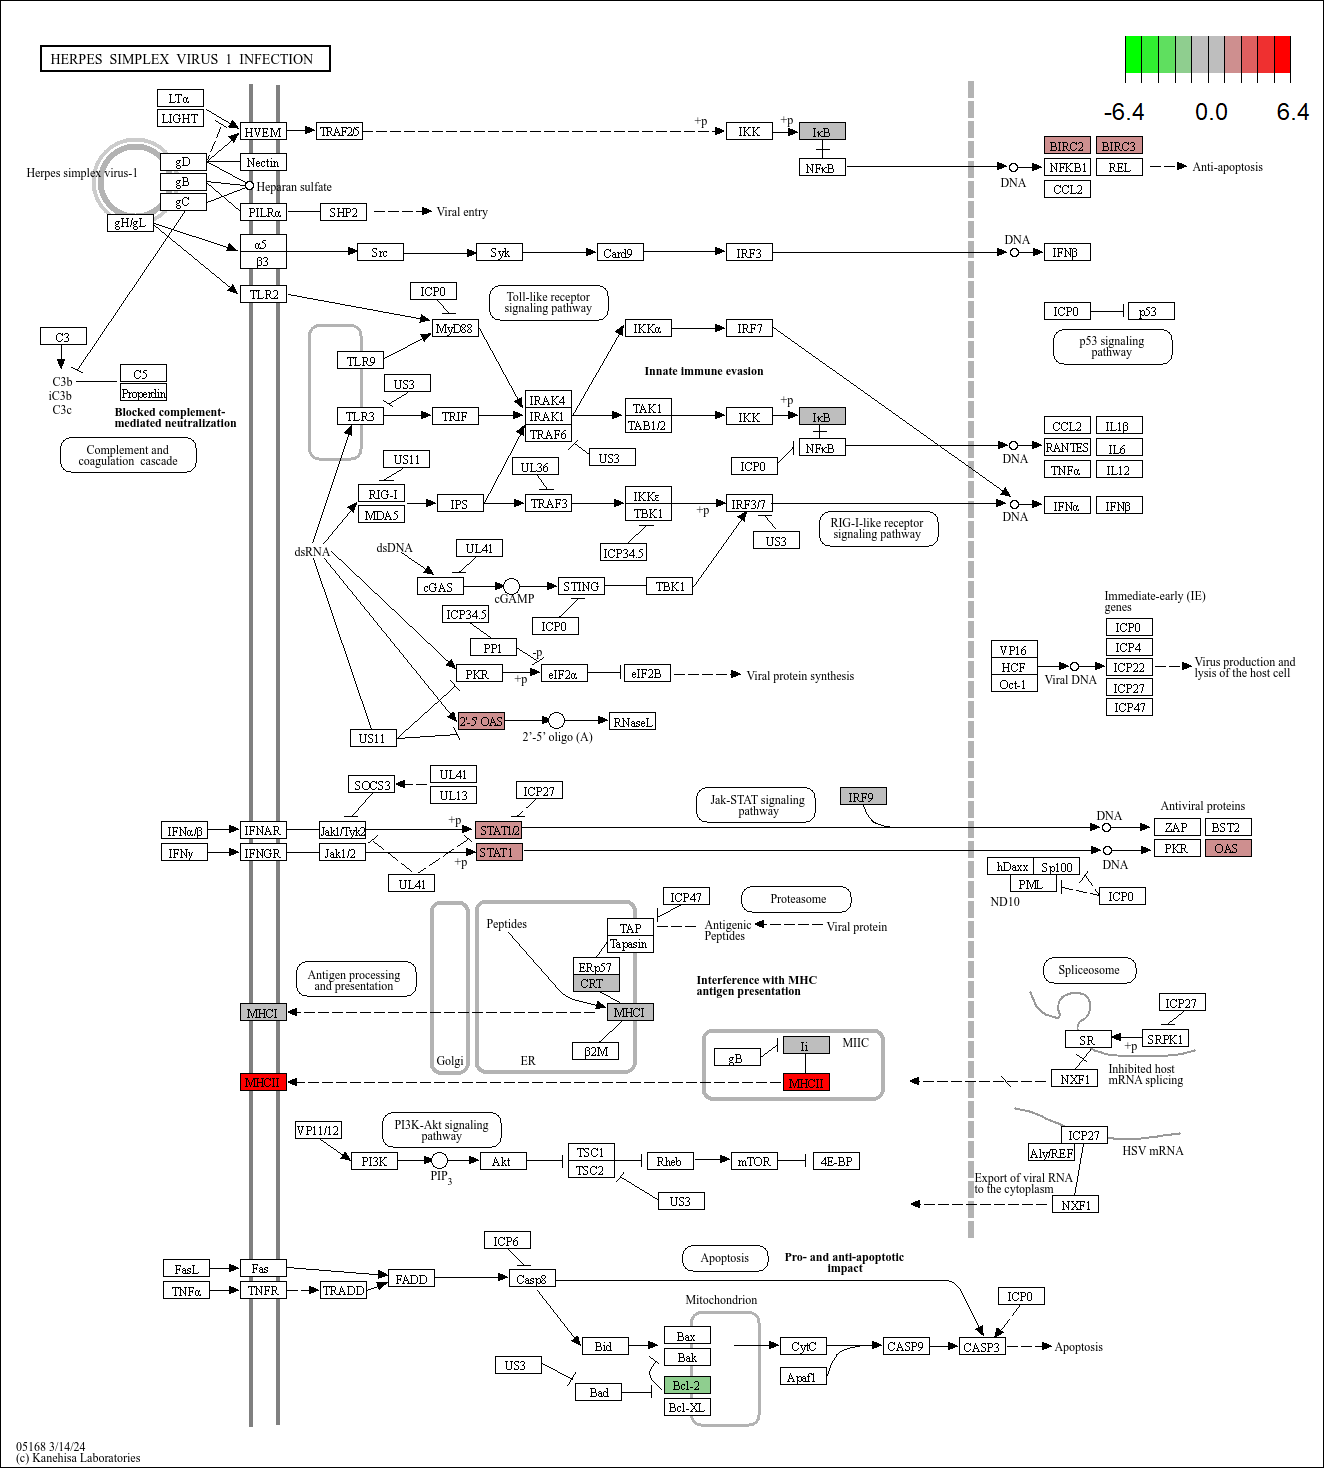 HERPES SIMPLEX VIRUS 1 INFECTION
-6.4 0.0 6.4
LTα
LIGHT
HVEM
TRAF2/5
+p
IKK
+p
IκB
NFκB
DNA
BIRC2 BIRC3
NFKB1 REL
CCL2
Anti-apoptosis
Herpes simplex virus-1
gD
gB
gC
gH/gL
Nectin
Heparan sulfate
PILRα
SHP2
Viral entry
α5
β3
Src
Syk
Card9
IRF3
DNA
IFNβ
TLR2
ICP0
MyD88
Toll-like receptor
signaling pathway
IKKα
IRF7
ICP0
p53
p53 signaling
pathway
C3
C3b
iC3b
C3c
C5
Properdin
Blocked complement-
mediated neutralization
Complement and
coagulation cascade
TLR9
TLR3
US3
TRIF
IRAK4
IRAK1
TRAF6
Innate immune evasion
TAK1
TAB1/2
IKK
+p
IκB
NFκB
ICP0
US3
DNA
CCL2 IL1β
RANTES IL6
TNFα IL12
US11
RIG-I
MDA5
IPS
UL36
TRAF3
IKKε
TBK1
+p
IRF3/7
ICP34.5
US3
RIG-I-like receptor
signaling pathway
DNA
IFNα IFNβ
dsRNA
dsDNA
UL41
cGAS
cGAMP
STING
TBK1
ICP0
ICP34.5
PP1
-p
PKR
+p
eIF2α
eIF2B
Viral protein synthesis
2'-5' OAS
2'-5' oligo (A)
RNaseL
US11
VP16
HCF
Oct-1
Viral DNA
Immediate-early (IE)
genes
ICP0
ICP4
ICP22
ICP27
ICP47
Virus production and
lysis of the host cell
SOCS3
UL41
UL13
ICP27
Jak-STAT signaling
pathway
IRF9
IFNα/β
IFNAR
Jak1/Tyk2
+p
STAT1/2
IFNγ
IFNGR
Jak1/2
+p
STAT1
UL41
DNA
DNA
Antiviral proteins
ZAP BST2
PKR OAS
hDaxx Sp100
PML
ND10
ICP0
Peptides
TAP
Tapasin
ICP47
Proteasome
Antigenic
Peptides
Viral protein
ERp57
CRT
MHCI
β2M
Golgi
ER
Antigen processing
and presentation
MHCI
Interference with MHC
antigen presentation
gB
Ii
MIIC
MHCII
MHCII
Spliceosome
ICP27
SR
+p
SRPK1
NXF1
Inhibited host
mRNA splicing
ICP27
Aly/REF
HSV mRNA
Export of viral RNA
to the cytoplasm
NXF1
VP11/12
PI3K-Akt signaling
pathway
PI3K
PIP3
Akt
TSC1
TSC2
Rheb
mTOR
4E-BP
US3
ICP6
Apoptosis
Pro- and anti-apoptotic
impact
FasL
Fas
FADD
Casp8
TNFα
TNFR
TRADD
Mitochondrion
ICP0
Bid
Bax
Bak
Bcl-2
Bcl-XL
US3
Bad
CytC
Apaf1
CASP9
CASP3
Apoptosis
05168 3/14/24
(c) Kanehisa Laboratories